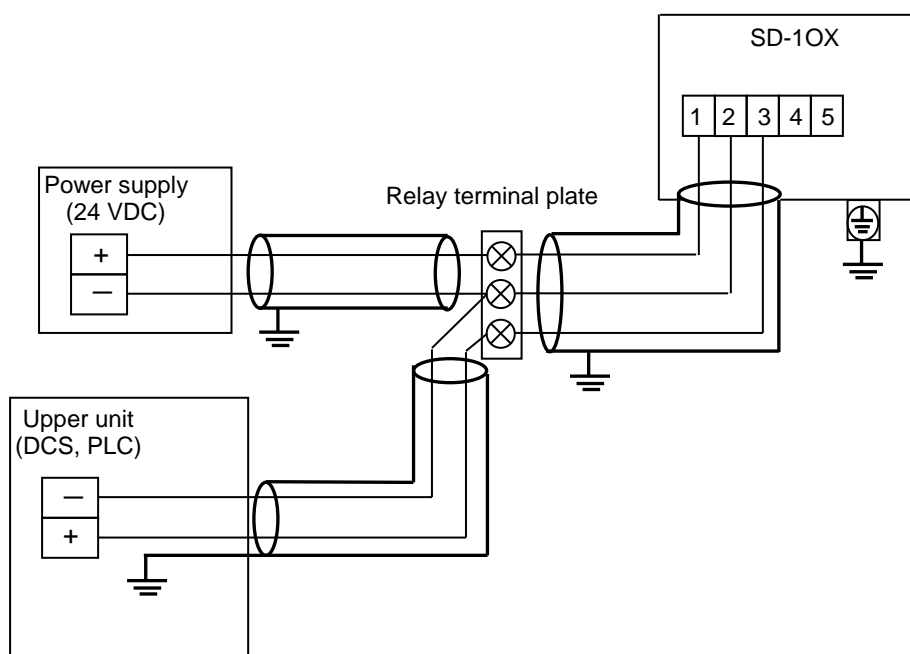 SD-1OX
1 2 3 4 5
Power supply
(24 VDC)
+
—
Relay terminal plate
Upper unit
(DCS, PLC)
—
+